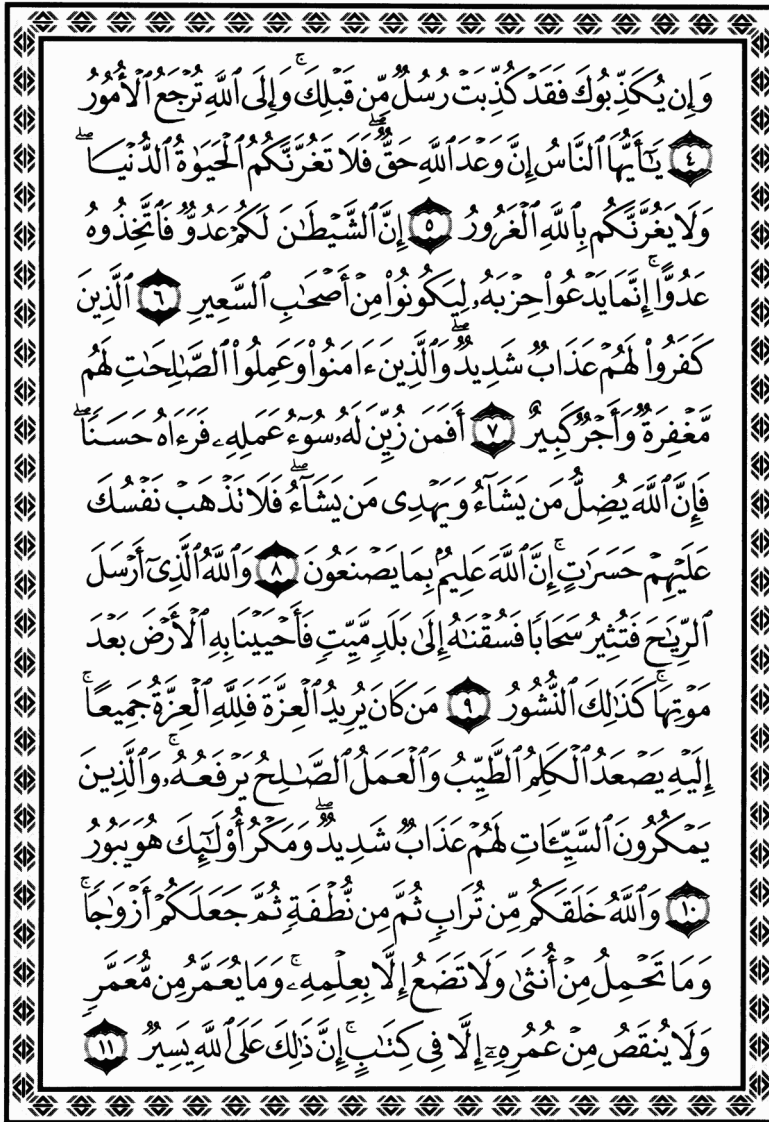 وَإِن يُكَذِّبُوكَ فَقَدْ كُذِّبَتْ رُسُلٌ مِّن قَبْلِكَ ۚ وَإِلَى ٱللَّهِ تُرْجَعُ ٱلْأُمُورُ
٤ يَٰٓأَيُّهَا ٱلنَّاسُ إِنَّ وَعْدَ ٱللَّهِ حَقٌّ ۖ فَلَا تَغُرَّنَّكُمُ ٱلْحَيَوٰةُ ٱلدُّنْيَا ۖ
وَلَا يَغُرَّنَّكُم بِٱللَّهِ ٱلْغَرُورُ ٥ إِنَّ ٱلشَّيْطَٰنَ لَكُمْ عَدُوٌّ فَٱتَّخِذُوهُ
عَدُوًّا ۚ إِنَّمَا يَدْعُوا۟ حِزْبَهُۥ لِيَكُونُوا۟ مِنْ أَصْحَٰبِ ٱلسَّعِيرِ ٦ ٱلَّذِينَ
كَفَرُوا۟ لَهُمْ عَذَابٌ شَدِيدٌ ۖ وَٱلَّذِينَ ءَامَنُوا۟ وَعَمِلُوا۟ ٱلصَّٰلِحَٰتِ لَهُم
مَّغْفِرَةٌ وَأَجْرٌ كَبِيرٌ ٧ أَفَمَن زُيِّنَ لَهُۥ سُوٓءُ عَمَلِهِۦ فَرَءَاهُ حَسَنًا ۖ
فَإِنَّ ٱللَّهَ يُضِلُّ مَن يَشَآءُ وَيَهْدِى مَن يَشَآءُ ۖ فَلَا تَذْهَبْ نَفْسُكَ
عَلَيْهِمْ حَسَرَٰتٍ ۚ إِنَّ ٱللَّهَ عَلِيمٌۢ بِمَا يَصْنَعُونَ ٨ وَٱللَّهُ ٱلَّذِىٓ أَرْسَلَ
ٱلرِّيَٰحَ فَتُثِيرُ سَحَابًا فَسُقْنَٰهُ إِلَىٰ بَلَدٍ مَّيِّتٍ فَأَحْيَيْنَا بِهِ ٱلْأَرْضَ بَعْدَ
مَوْتِهَا ۚ كَذَٰلِكَ ٱلنُّشُورُ ٩ مَن كَانَ يُرِيدُ ٱلْعِزَّةَ فَلِلَّهِ ٱلْعِزَّةُ جَمِيعًا ۚ
إِلَيْهِ يَصْعَدُ ٱلْكَلِمُ ٱلطَّيِّبُ وَٱلْعَمَلُ ٱلصَّٰلِحُ يَرْفَعُهُۥ ۚ وَٱلَّذِينَ
يَمْكُرُونَ ٱلسَّيِّـَٔاتِ لَهُمْ عَذَابٌ شَدِيدٌ ۖ وَمَكْرُ أُو۟لَٰٓئِكَ هُوَ يَبُورُ
١٠ وَٱللَّهُ خَلَقَكُم مِّن تُرَابٍ ثُمَّ مِن نُّطْفَةٍ ثُمَّ جَعَلَكُمْ أَزْوَٰجًا ۚ
وَمَا تَحْمِلُ مِنْ أُنثَىٰ وَلَا تَضَعُ إِلَّا بِعِلْمِهِۦ ۚ وَمَا يُعَمَّرُ مِن مُّعَمَّرٍ
وَلَا يُنقَصُ مِنْ عُمُرِهِۦٓ إِلَّا فِى كِتَٰبٍ ۚ إِنَّ ذَٰلِكَ عَلَى ٱللَّهِ يَسِيرٌ ١١